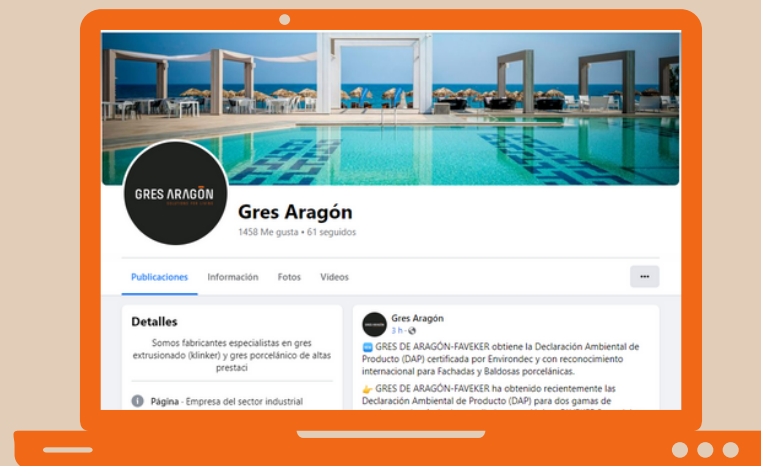 GRES ARAGÓN
Gres Aragón
1458 Me gusta • 61 seguidos
Publicaciones Información Fotos Videos
Detalles
Somos fabricantes especialistas en gres
extrusionado (klinker) y gres porcelánico de altas
prestaci
Página · Empresa del sector industrial
Gres Aragón
3 h ·
GRES DE ARAGÓN-FAVEKER obtiene la Declaración Ambiental de
Producto (DAP) certificada por Environdec y con reconocimiento
internacional para Fachadas y Baldosas porcelánicas.
GRES DE ARAGÓN-FAVEKER ha obtenido recientemente las
Declaración Ambiental de Producto (DAP) para dos gamas de